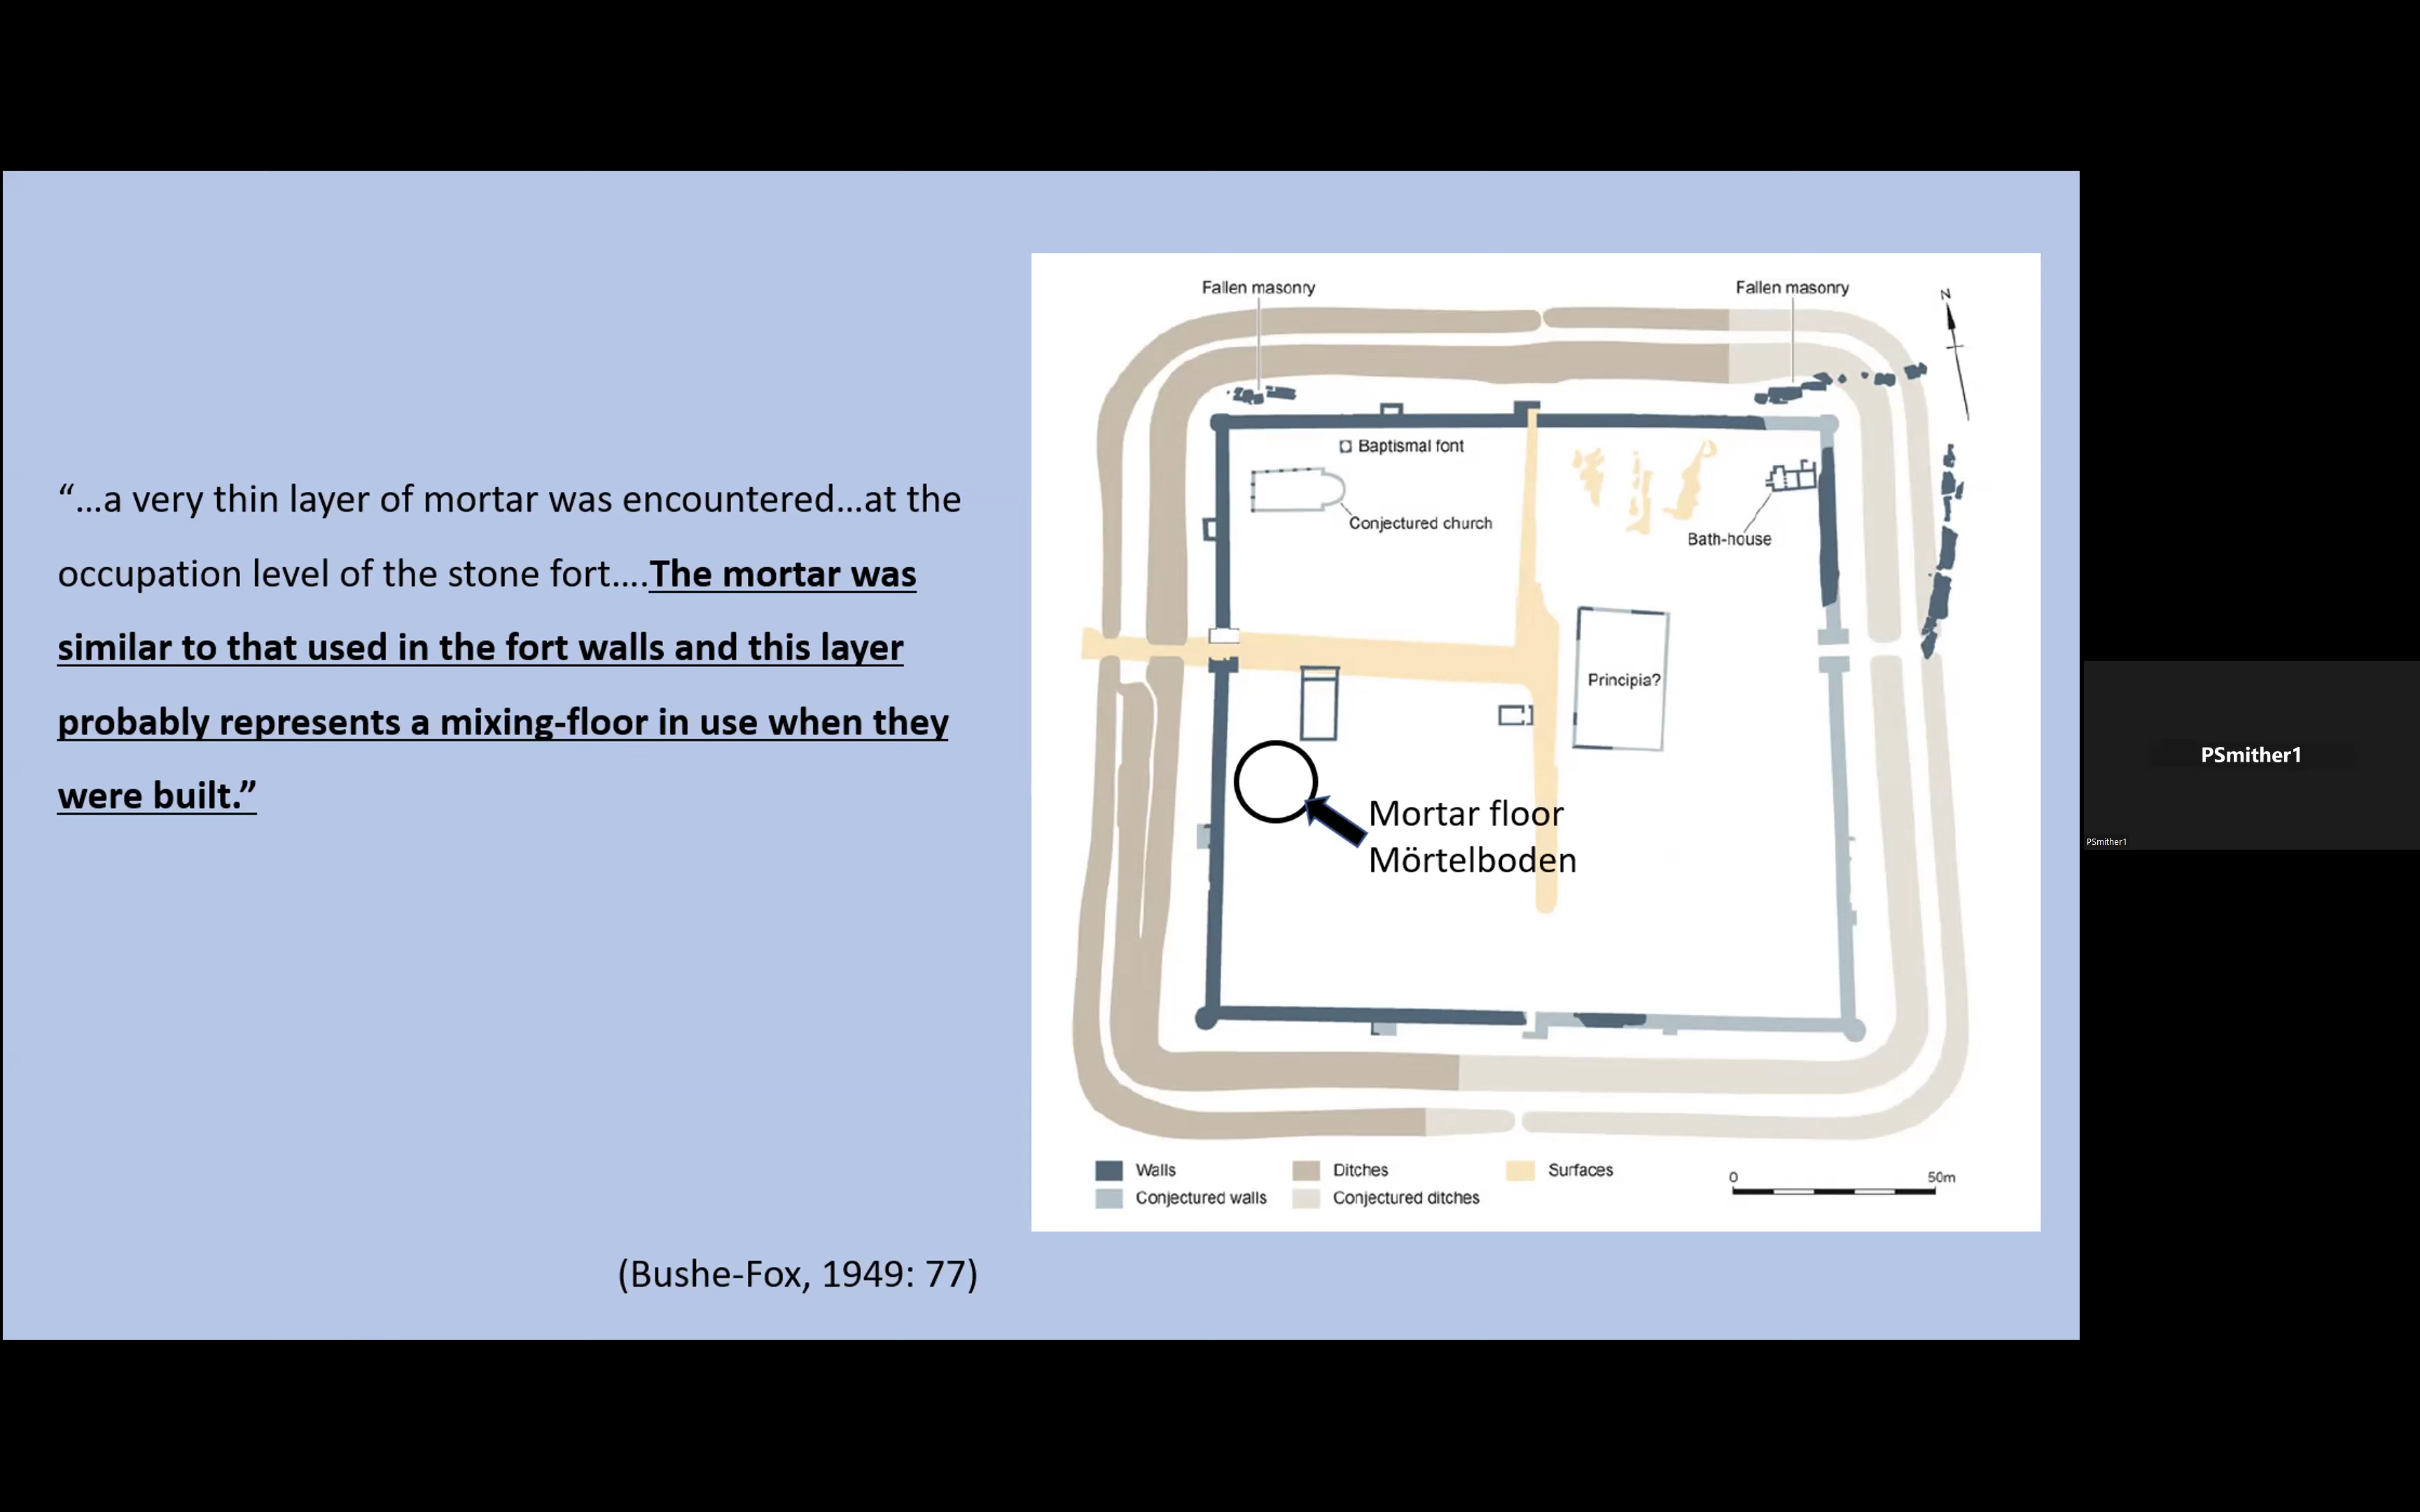 “…a very thin layer of mortar was encountered…at the
occupation level of the stone fort….The mortar was
similar to that used in the fort walls and this layer
probably represents a mixing-floor in use when they
were built.”
(Bushe-Fox, 1949: 77)
Fallen masonry
Fallen masonry
N
Baptismal font
Conjectured church
Bath-house
Principia?
Mortar floor
Mörtelboden
Walls
Ditches
Surfaces
Conjectured walls
Conjectured ditches
0
50m
PSmither1
PSmither1